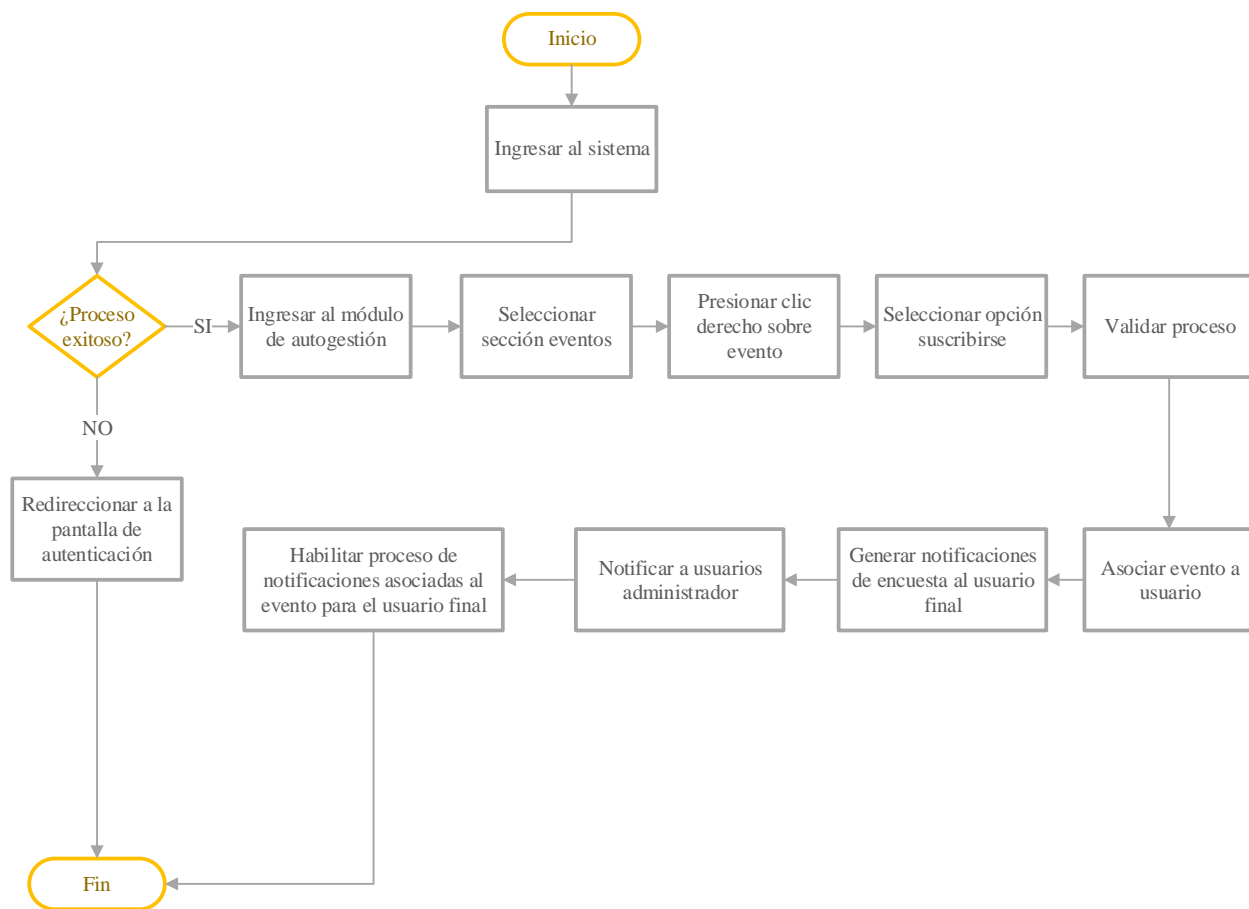 Inicio
Ingresar al sistema
¿Proceso
exitoso?
SI
Ingresar al módulo
de autogestión
Seleccionar
sección eventos
Presionar clic
derecho sobre
evento
Seleccionar opción
suscribirse
Validar proceso
NO
Redireccionar a la
pantalla de
autenticación
Habilitar proceso de
notificaciones asociadas al
evento para el usuario final
Notificar a usuarios
administrador
Generar notificaciones
de encuesta al usuario
final
Asociar evento a
usuario
Fin